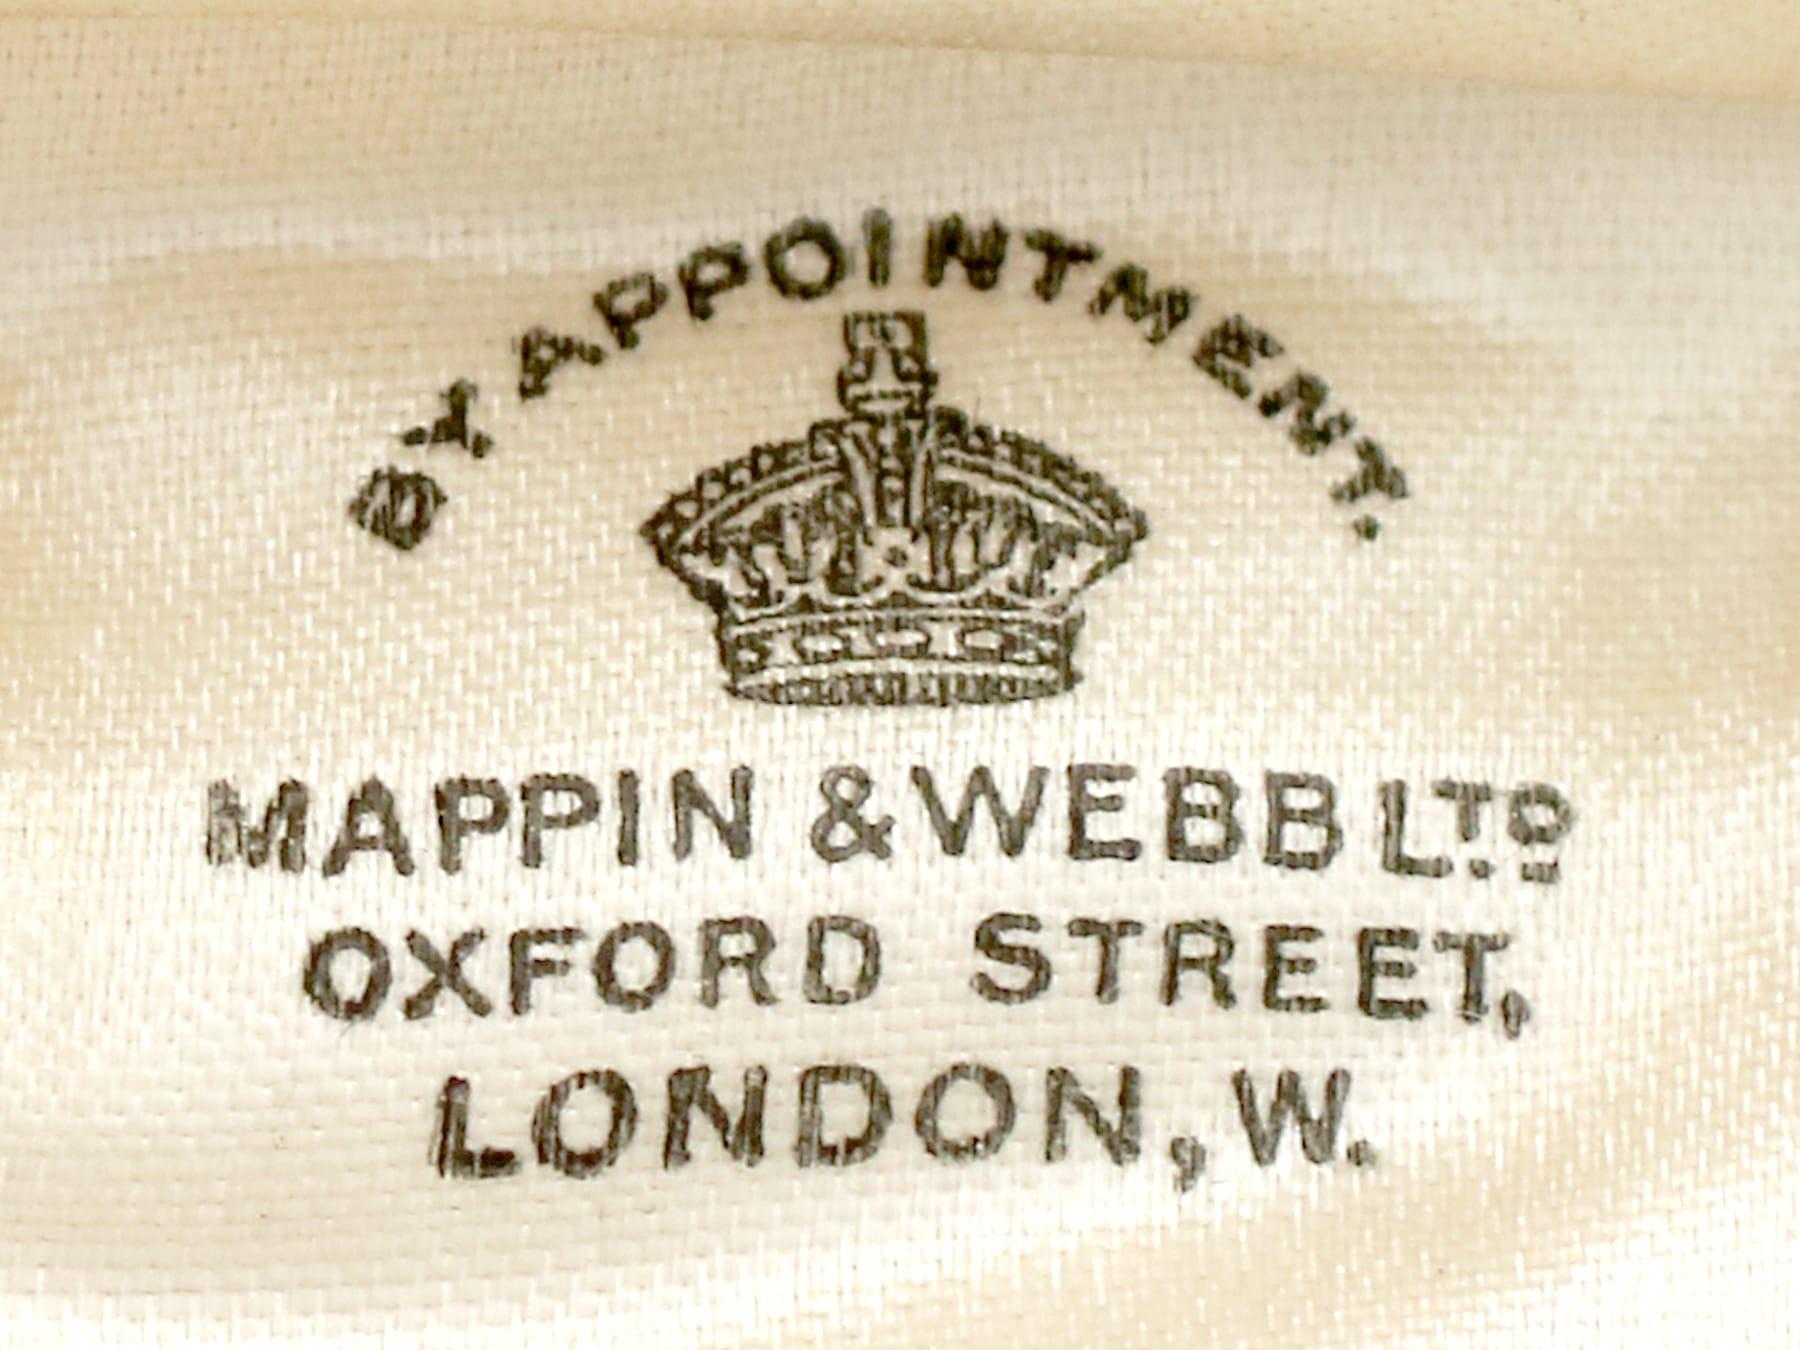 BY APPOINTMENT.
MAPPIN & WEBB LTD
OXFORD STREET,
LONDON, W.